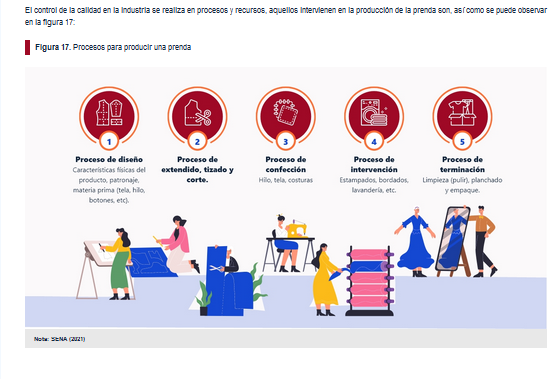 El control de la calidad en la industria se realiza en procesos y recursos, aquellos intervienen en la producción de la prenda son, así como se puede observar
en la figura 17:
Figura 17. Procesos para producir una prenda
1
Proceso de diseño
Características físicas del
producto, patronaje,
materia prima (tela, hilo,
botones, etc).
2
Proceso de
extendido, tizado y
corte.
3
Proceso de
confección
Hilo, tela, costuras
4
Proceso de
intervención
Estampados, bordados,
lavandería, etc.
5
Proceso de
terminación
Limpieza (pulir), planchado
y empaque.
Nota: SENA (2021)